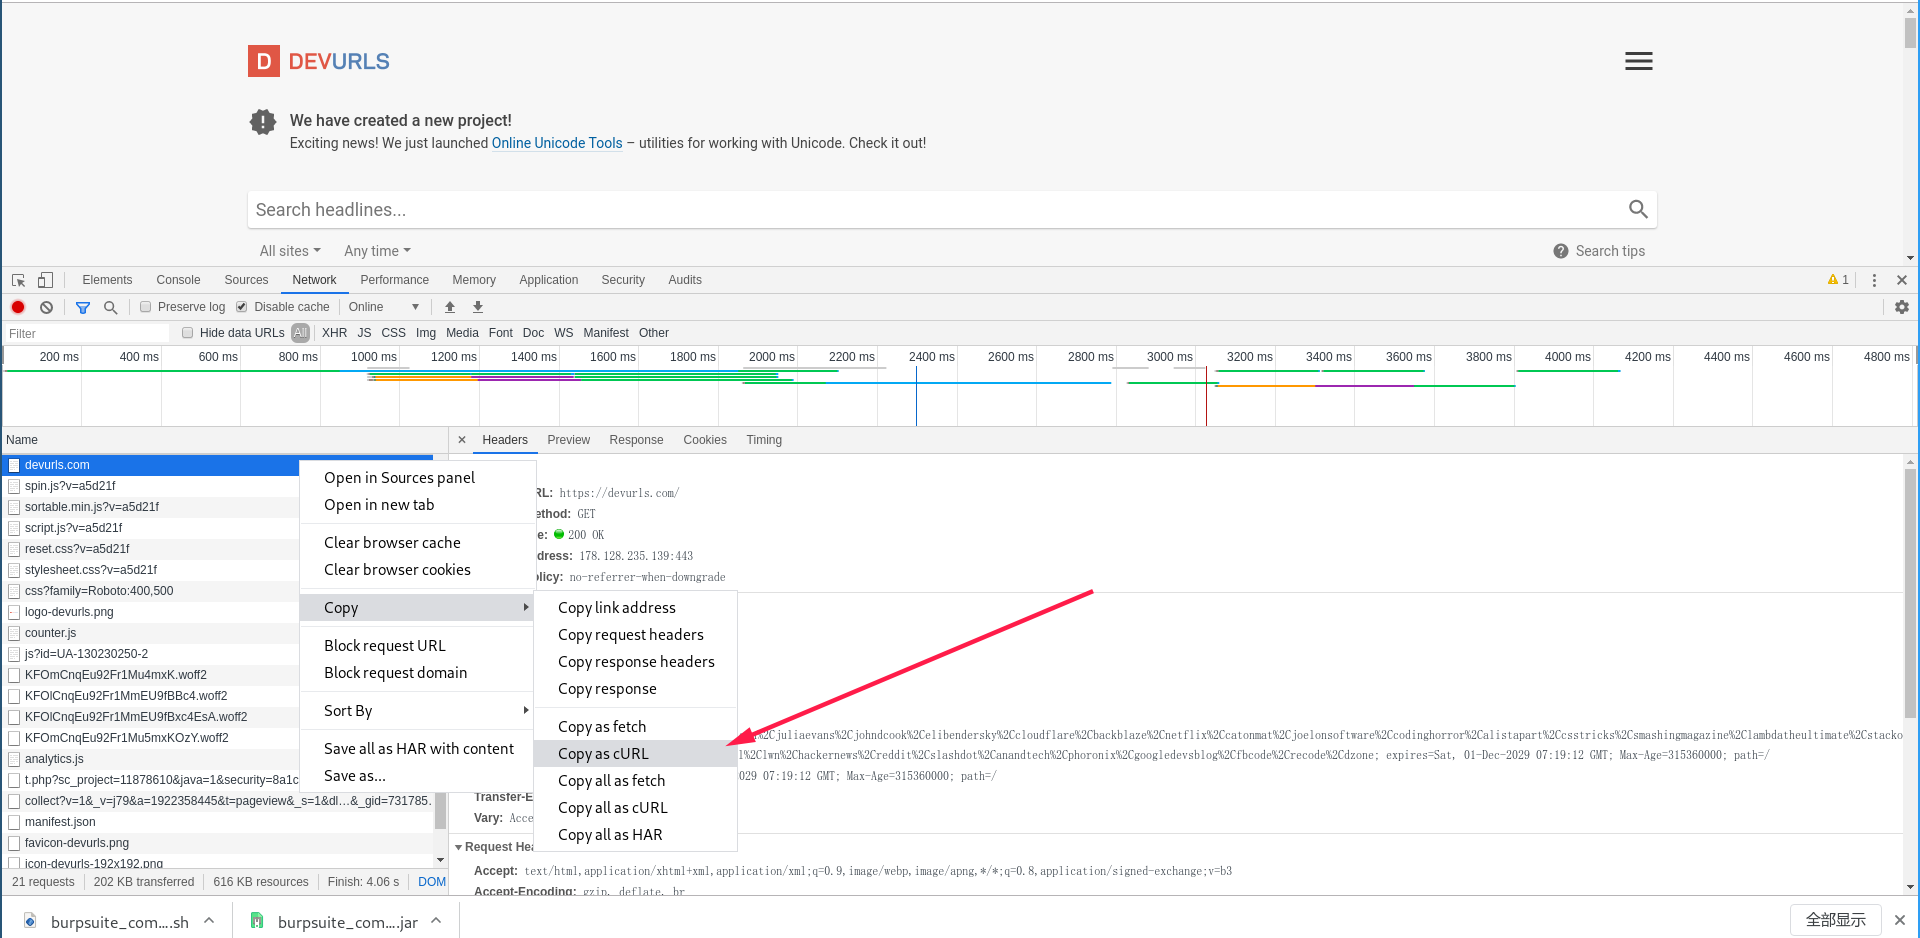 D DEVURLS
We have created a new project!
Exciting news! We just launched Online Unicode Tools – utilities for working with Unicode. Check it out!
Search headlines...
All sites Any time Search tips
Elements Console Sources Network Performance Memory Application Security Audits 1
Preserve log Disable cache Online
Filter Hide data URLs All XHR JS CSS Img Media Font Doc WS Manifest Other
200 ms 400 ms 600 ms 800 ms 1000 ms 1200 ms 1400 ms 1600 ms 1800 ms 2000 ms 2200 ms 2400 ms 2600 ms 2800 ms 3000 ms 3200 ms 3400 ms 3600 ms 3800 ms 4000 ms 4200 ms 4400 ms 4600 ms 4800 ms
Name
devurls.com
spin.js?v=a5d21f
sortable.min.js?v=a5d21f
script.js?v=a5d21f
reset.css?v=a5d21f
stylesheet.css?v=a5d21f
css?family=Roboto:400,500
logo-devurls.png
counter.js
js?id=UA-130230250-2
KFOmCnqEu92Fr1Mu4mxK.woff2
KFOlCnqEu92Fr1MmEU9fBBc4.woff2
KFOlCnqEu92Fr1MmEU9fBxc4EsA.woff2
KFOmCnqEu92Fr1Mu5mxKOzY.woff2
analytics.js
t.php?sc_project=11878610&java=1&security=8a1c
collect?v=1&_v=j79&a=1922358445&t=pageview&_s=1&dl…&_gid=731785.
manifest.json
favicon-devurls.png
icon-devurls-192x192.png
21 requests 202 KB transferred 616 KB resources Finish: 4.06 s DOM
Open in Sources panel
Open in new tab
Clear browser cache
Clear browser cookies
Copy
Block request URL
Block request domain
Sort By
Save all as HAR with content
Save as...
Copy link address
Copy request headers
Copy response headers
Copy response
Copy as fetch
Copy as cURL
Copy all as fetch
Copy all as cURL
Copy all as HAR
Headers Preview Response Cookies Timing
RL: https://devurls.com/
ethod: GET
e: 200 OK
dress: 178.128.235.139:443
licy: no-referrer-when-downgrade
%2Cjuliaevans%2Cjohndcook%2Celibendersky%2Ccloudflare%2Cbackblaze%2Cnetflix%2Ccatonmat%2Cjoelonsoftware%2Ccodinghorror%2Calistapart%2Ccsstricks%2Csmashingmagazine%2Clambdatheultimate%2Cstacko
l%2Clwn%2Chackernews%2Creddit%2Cslashdot%2Canandtech%2Cphoronix%2Cgoogledevsblog%2Cfbcode%2Crecode%2Cdzone; expires=Sat, 01-Dec-2029 07:19:12 GMT; Max-Age=315360000; path=/
029 07:19:12 GMT; Max-Age=315360000; path=/
Transfer-E
Vary: Acce
Request Hea
Accept: text/html,application/xhtml+xml,application/xml;q=0.9,image/webp,image/apng,*/*;q=0.8,application/signed-exchange;v=b3
Accept-Encoding: gzip, deflate, br
burpsuite_com....sh burpsuite_com....jar 全部显示